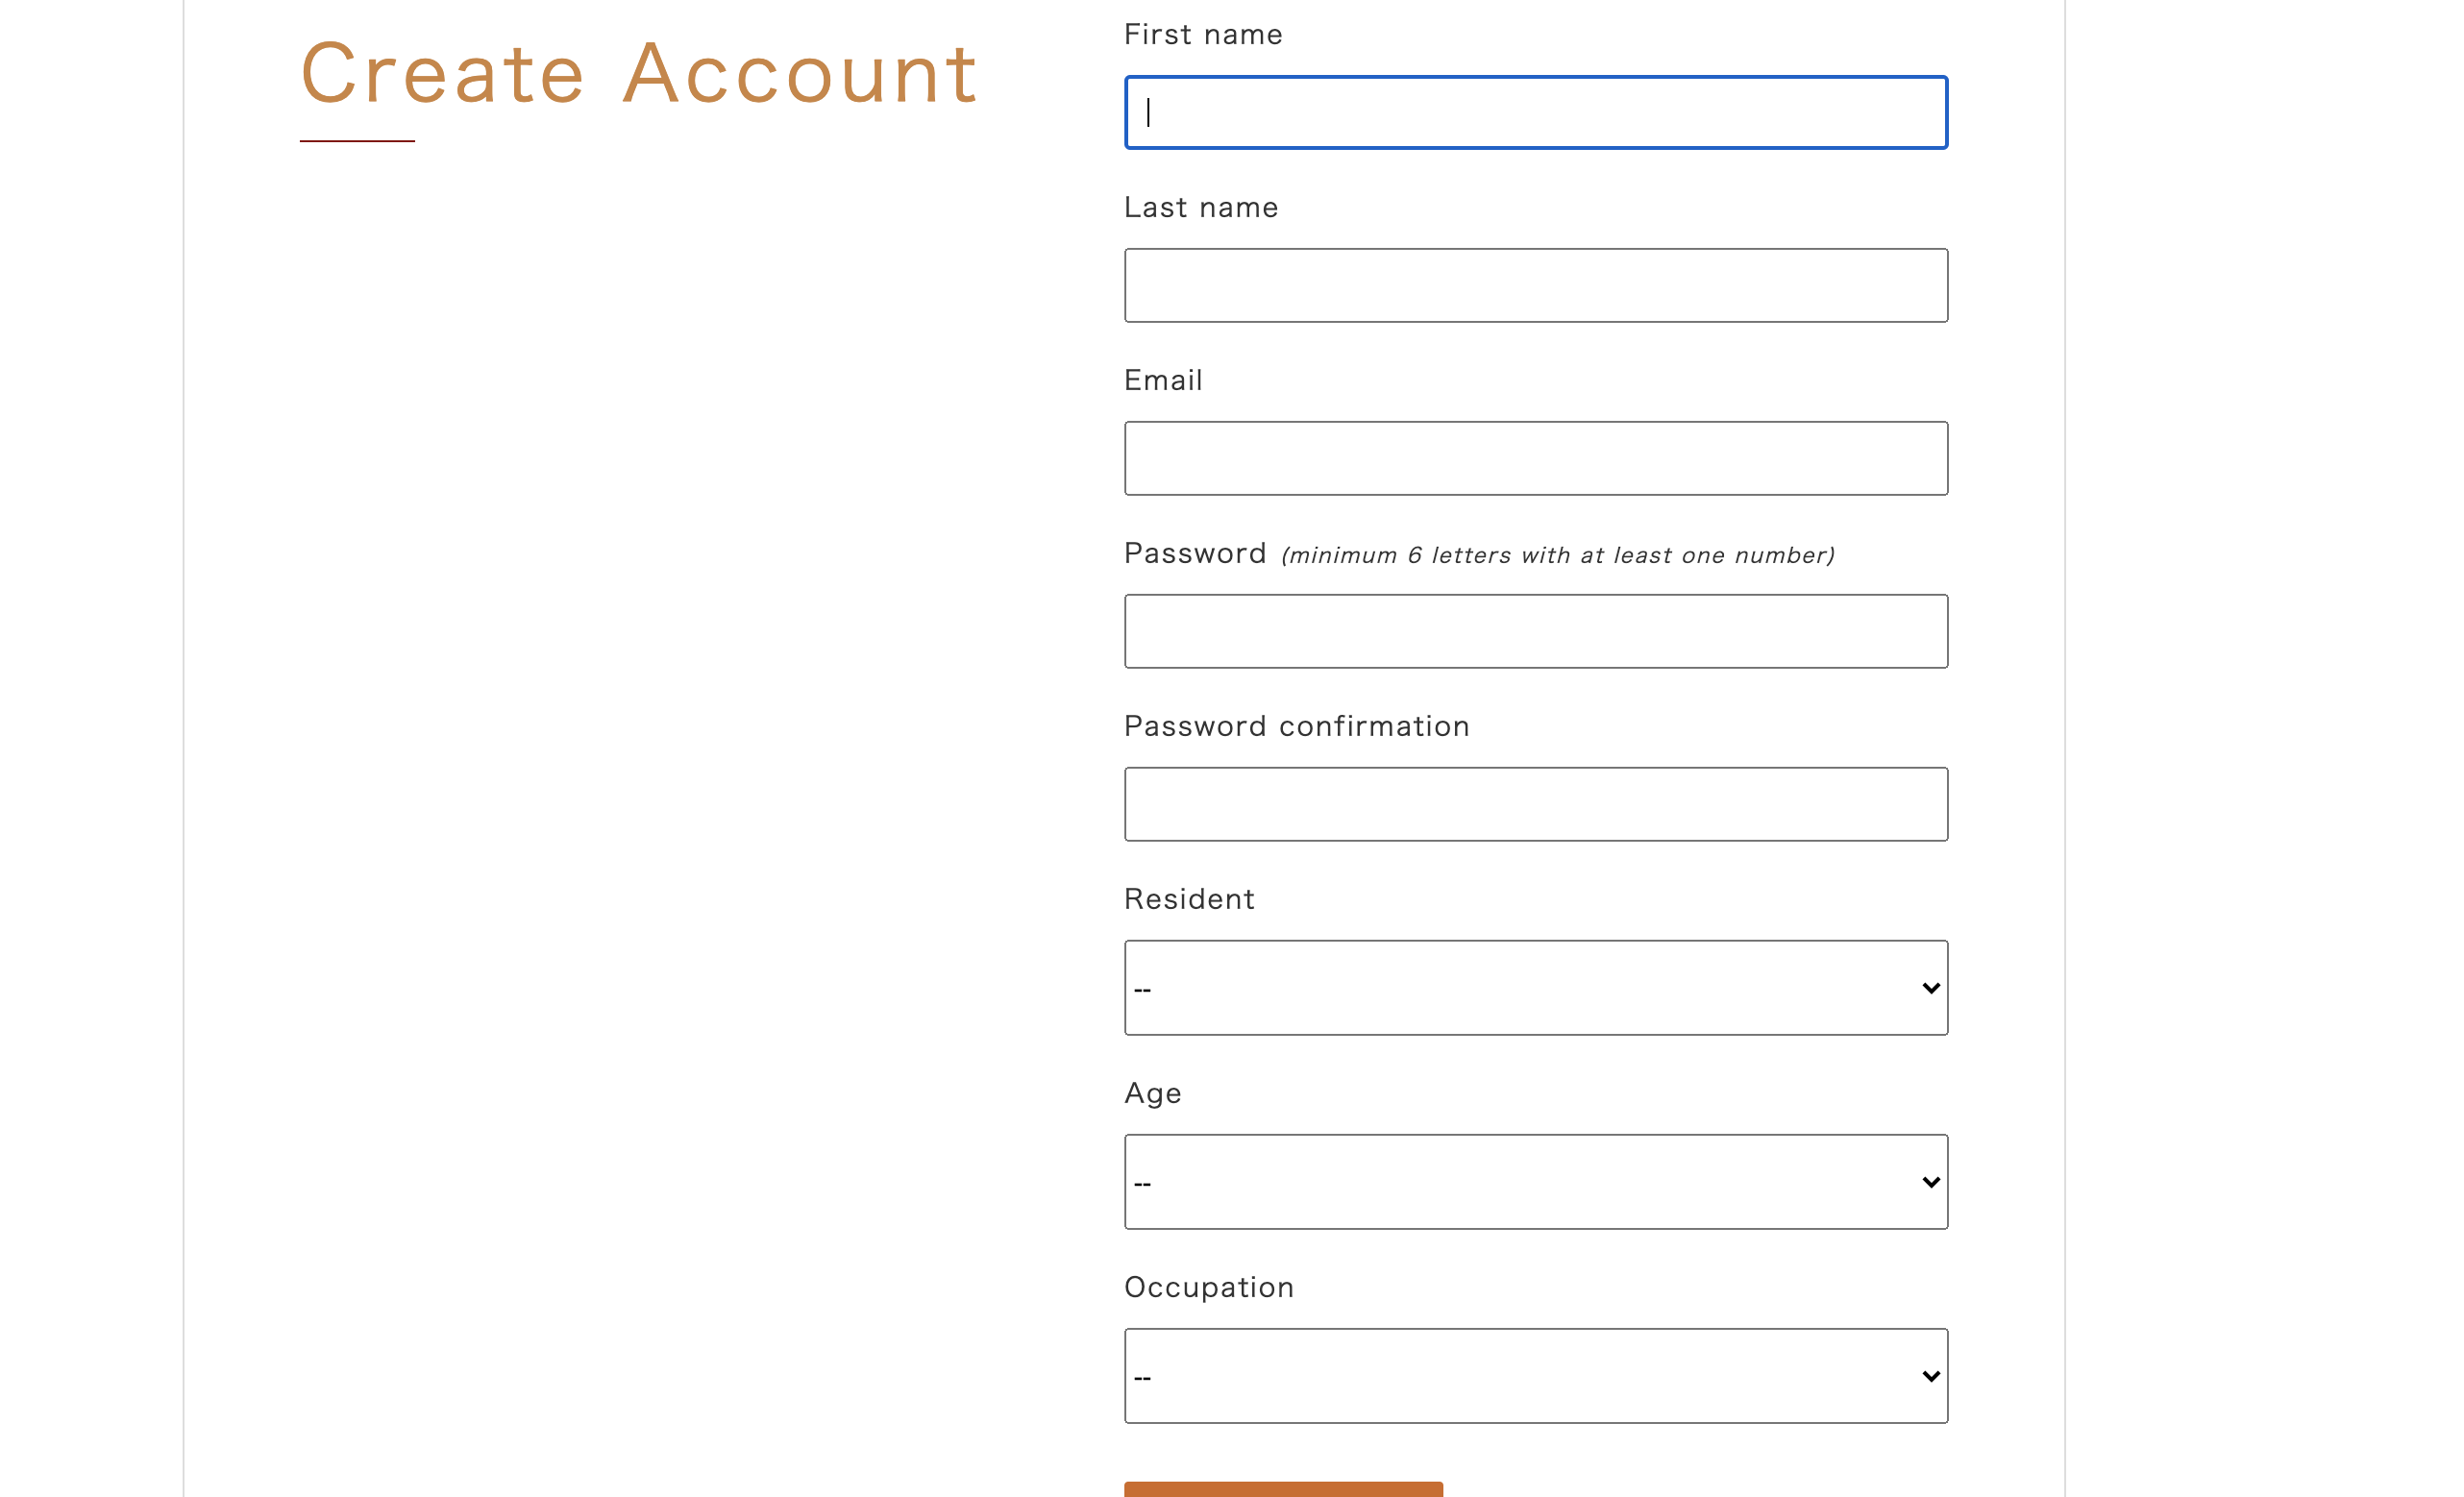 Create Account
First name
Last name
Email
Password (minimum 6 letters with at least one number)
Password confirmation
Resident
--
Age
--
Occupation
--